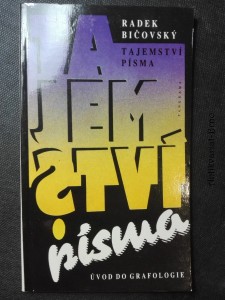 RADEK
BIČOVSKÝ
TAJEMSTVÍ
PÍSMA
TA
JEM
STVÍ
písma
ÚVOD DO GRAFOLOGIE